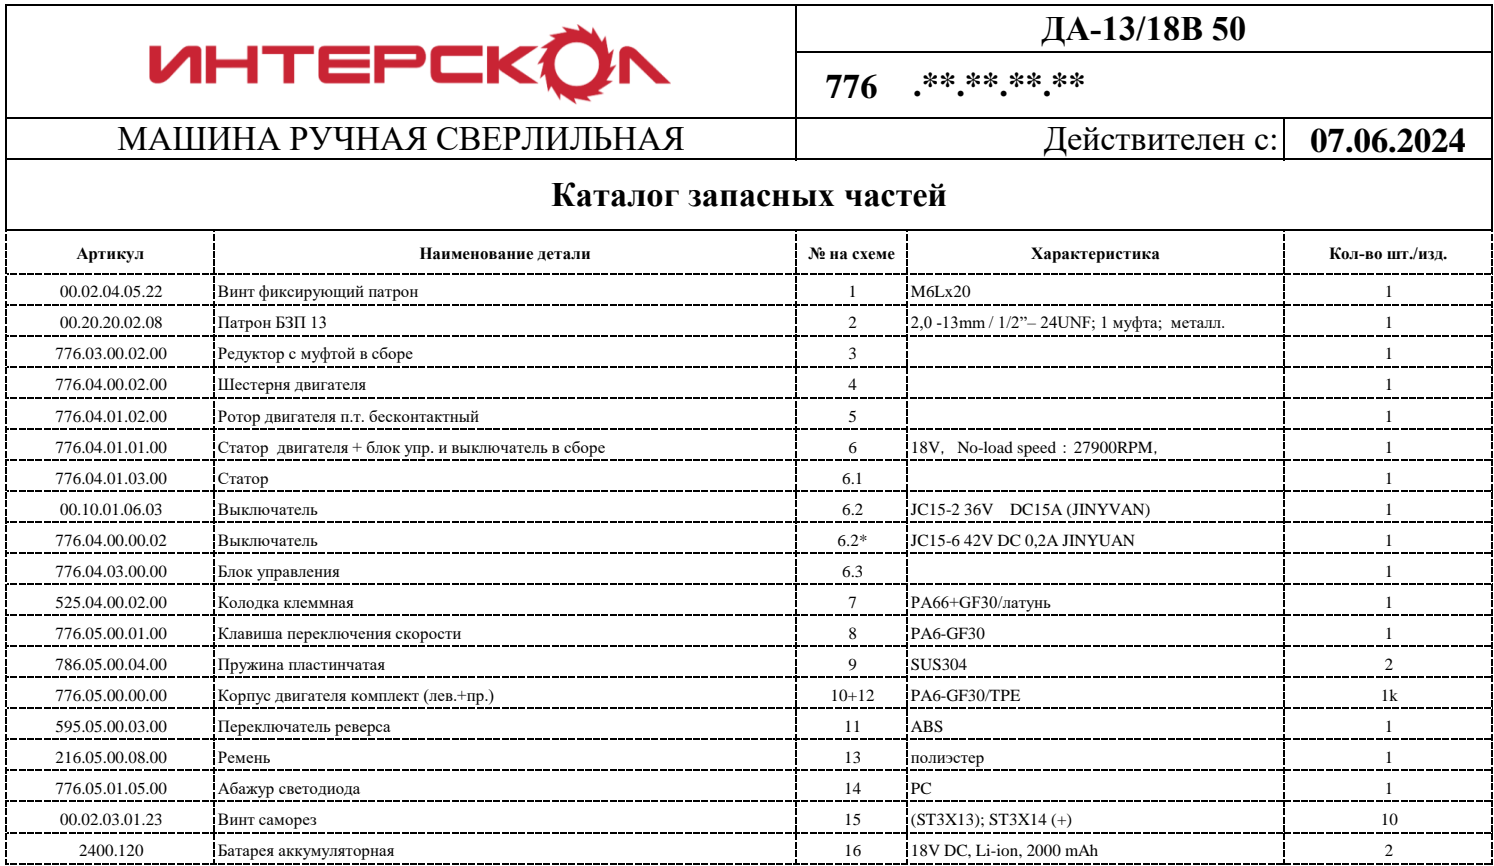 ИНТЕРСКОЛ
ДА-13/18В 50
776 .**.**.**.**
МАШИНА РУЧНАЯ СВЕРЛИЛЬНАЯ Действителен с: 07.06.2024
Каталог запасных частей
Артикул Наименование детали № на схеме Характеристика Кол-во шт./изд.
00.02.04.05.22 Винт фиксирующий патрон 1 M6Lx20 1
00.20.20.02.08 Патрон БЗП 13 2 2,0 -13mm / 1/2”– 24UNF; 1 муфта; металл. 1
776.03.00.02.00 Редуктор с муфтой в сборе 3 1
776.04.00.02.00 Шестерня двигателя 4 1
776.04.01.02.00 Ротор двигателя п.т. бесконтактный 5 1
776.04.01.01.00 Статор двигателя + блок упр. и выключатель в сборе 6 18V, No-load speed：27900RPM, 1
776.04.01.03.00 Статор 6.1 1
00.10.01.06.03 Выключатель 6.2 JC15-2 36V DC15A (JINYVAN) 1
776.04.00.00.02 Выключатель 6.2* JC15-6 42V DC 0,2A JINYUAN 1
776.04.03.00.00 Блок управления 6.3 1
525.04.00.02.00 Колодка клеммная 7 PA66+GF30/латунь 1
776.05.00.01.00 Клавиша переключения скорости 8 PA6-GF30 1
786.05.00.04.00 Пружина пластинчатая 9 SUS304 2
776.05.00.00.00 Корпус двигателя комплект (лев.+пр.) 10+12 PA6-GF30/TPE 1k
595.05.00.03.00 Переключатель реверса 11 ABS 1
216.05.00.08.00 Ремень 13 полиэстер 1
776.05.01.05.00 Абажур светодиода 14 PC 1
00.02.03.01.23 Винт саморез 15 (ST3X13); ST3X14 (+) 10
2400.120 Батарея аккумуляторная 16 18V DC, Li-ion, 2000 mAh 2